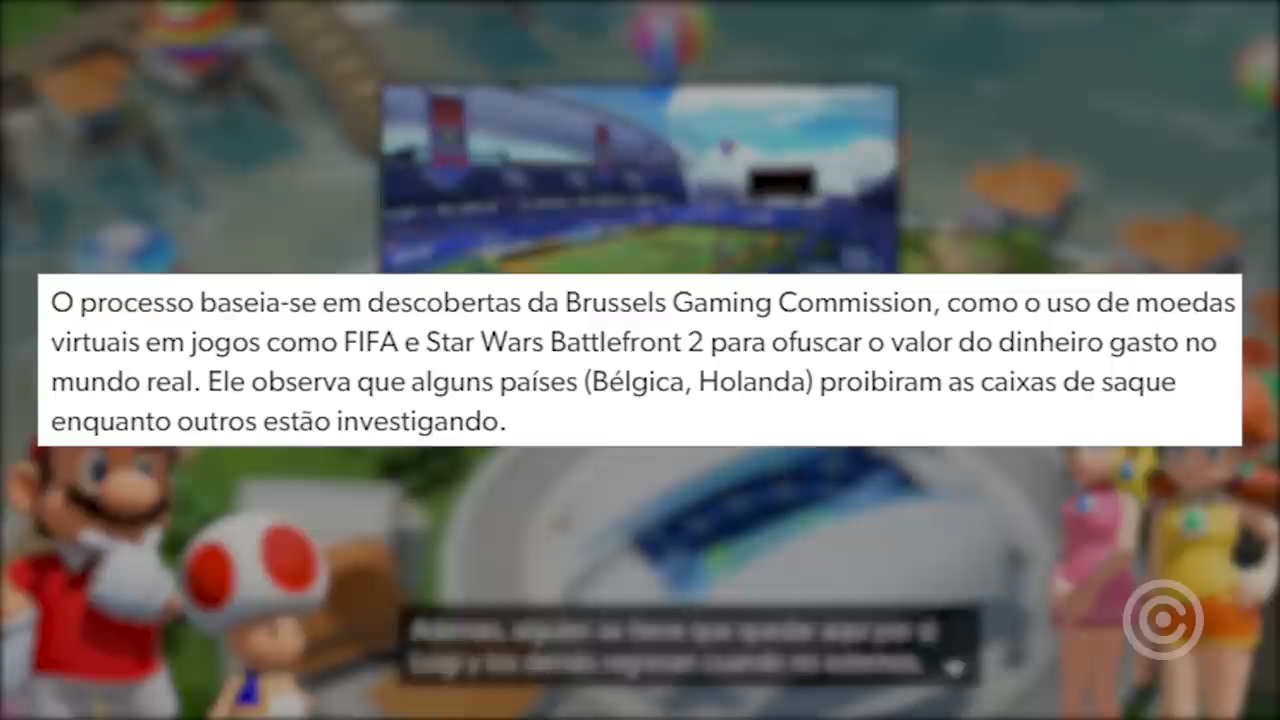 O processo baseia-se em descobertas da Brussels Gaming Commission, como o uso de moedas
virtuais em jogos como FIFA e Star Wars Battlefront 2 para ofuscar o valor do dinheiro gasto no
mundo real. Ele observa que alguns países (Bélgica, Holanda) proibiram as caixas de saque
enquanto outros estão investigando.